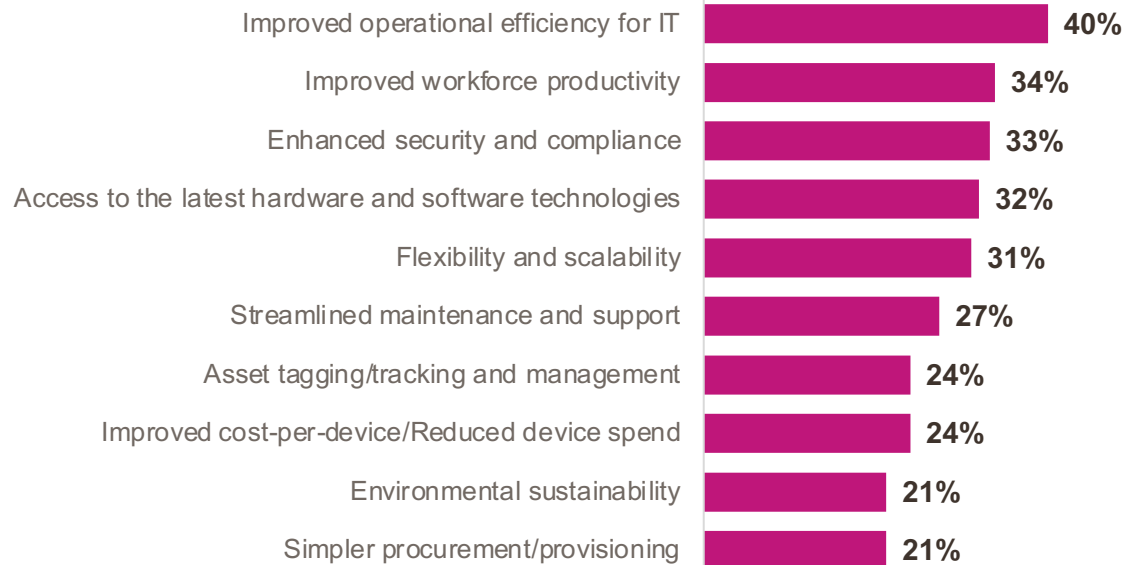 Improved operational efficiency for IT 40%
Improved workforce productivity 34%
Enhanced security and compliance 33%
Access to the latest hardware and software technologies 32%
Flexibility and scalability 31%
Streamlined maintenance and support 27%
Asset tagging/tracking and management 24%
Improved cost-per-device/Reduced device spend 24%
Environmental sustainability 21%
Simpler procurement/provisioning 21%